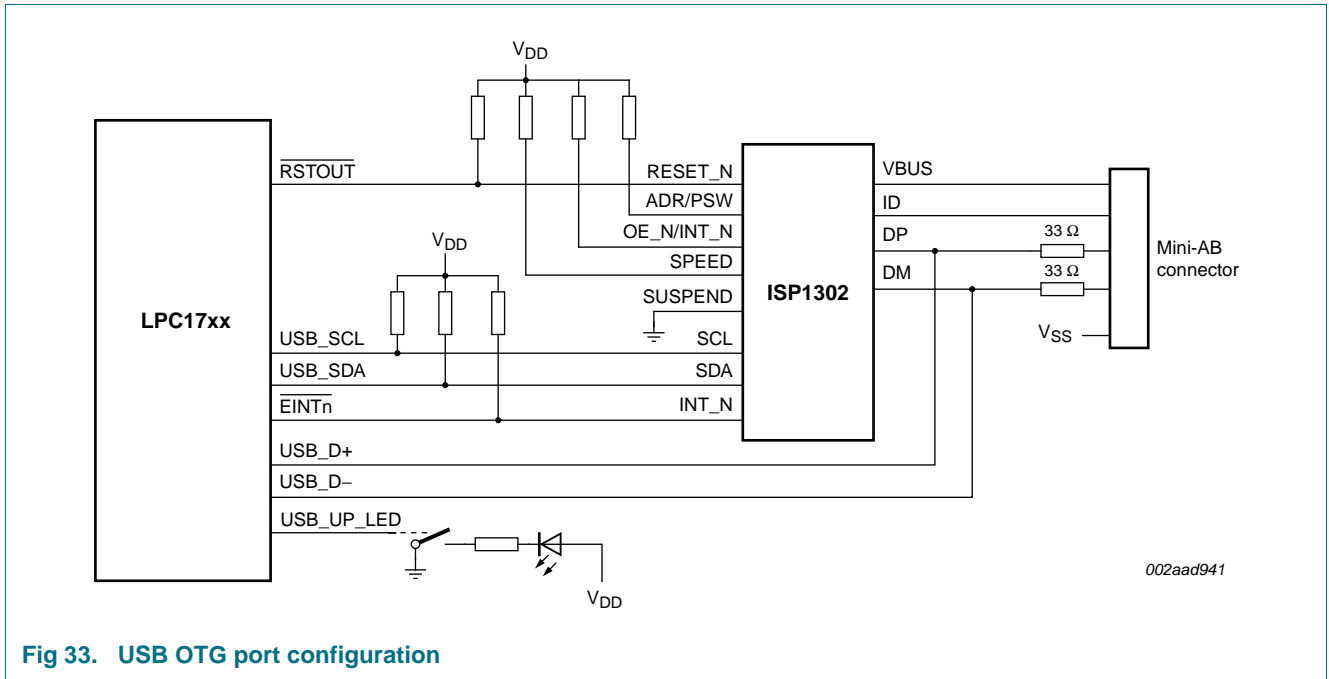 VDD
RSTOUT
RESET_N
VBUS
ADR/PSW
ID
OE_N/INT_N
DP
33 Ω
VDD
SPEED
DM
33 Ω
Mini-AB
connector
LPC17xx
SUSPEND
ISP1302
VSS
USB_SCL
SCL
USB_SDA
SDA
EINTn
INT_N
USB_D+
USB_D−
USB_UP_LED
VDD
002aad941
Fig 33. USB OTG port configuration